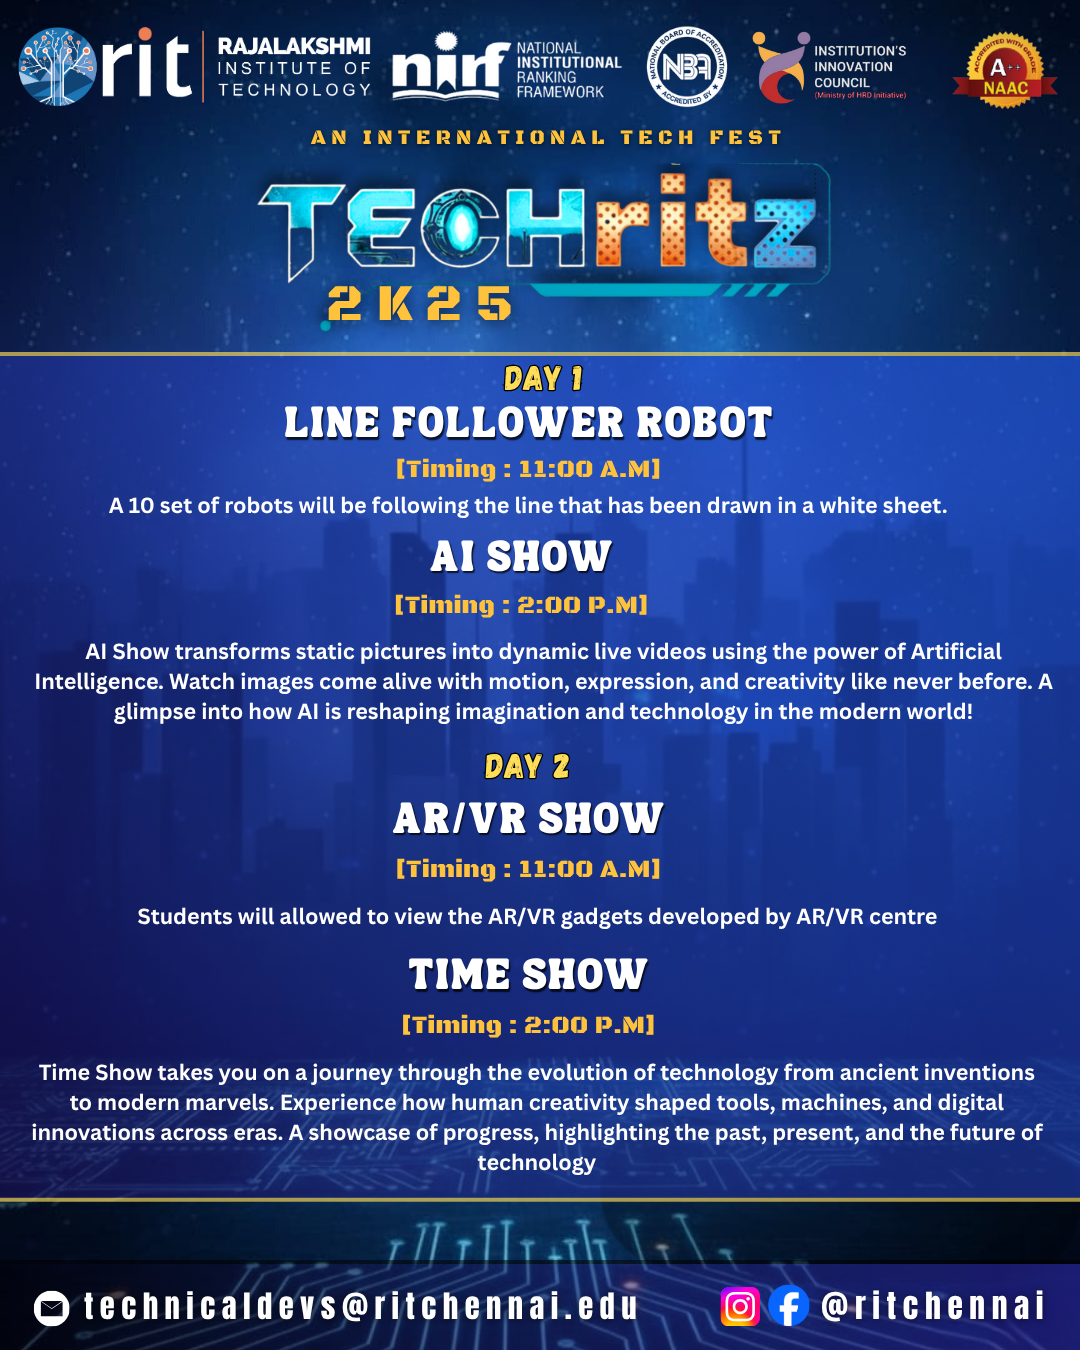 rit
RAJALAKSHMI
INSTITUTE OF
TECHNOLOGY
nirf
NATIONAL
INSTITUTIONAL
RANKING
FRAMEWORK
NATIONAL BOARD OF ACCREDITATION
NBA
ACCREDITED BY
INSTITUTION'S
INNOVATION
COUNCIL
(Ministry of HRD Initiative)
ACCREDITED WITH GRADE
A++
NAAC
AN INTERNATIONAL TECH FEST
TECHritz
2K25
DAY 1
LINE FOLLOWER ROBOT
[Timing : 11:00 A.M]
A 10 set of robots will be following the line that has been drawn in a white sheet.
AI SHOW
[Timing : 2:00 P.M]
AI Show transforms static pictures into dynamic live videos using the power of Artificial
Intelligence. Watch images come alive with motion, expression, and creativity like never before. A
glimpse into how AI is reshaping imagination and technology in the modern world!
DAY 2
AR/VR SHOW
[Timing : 11:00 A.M]
Students will allowed to view the AR/VR gadgets developed by AR/VR centre
TIME SHOW
[Timing : 2:00 P.M]
Time Show takes you on a journey through the evolution of technology from ancient inventions
to modern marvels. Experience how human creativity shaped tools, machines, and digital
innovations across eras. A showcase of progress, highlighting the past, present, and the future of
technology
technicaldevs@ritchennai.edu
@ritchennai